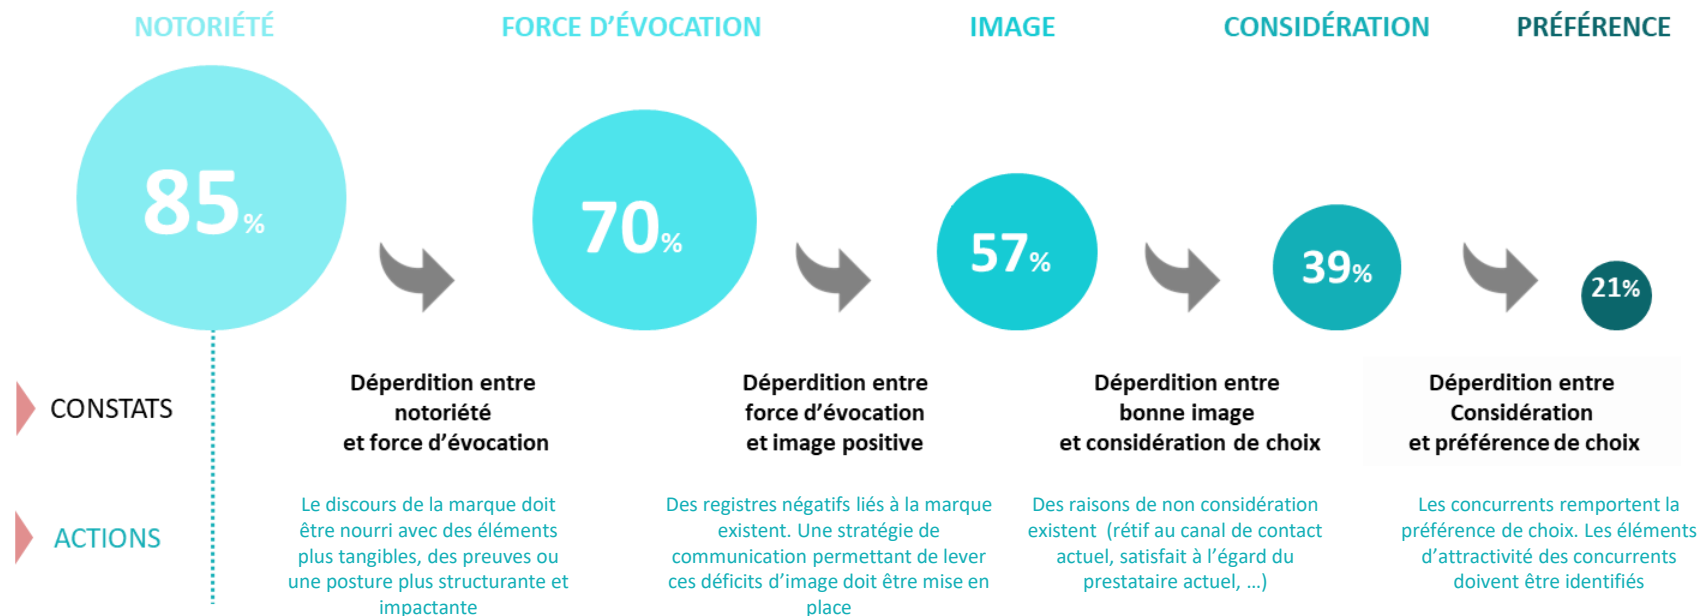 NOTORIÉTÉ
FORCE D'ÉVOCATION
IMAGE
CONSIDÉRATION
PRÉFÉRENCE
85%
70%
57%
39%
21%
CONSTATS
Déperdition entre
notoriété
et force d'évocation
Déperdition entre
force d'évocation
et image positive
Déperdition entre
bonne image
et considération de choix
Déperdition entre
Considération
et préférence de choix
ACTIONS
Le discours de la marque doit
être nourri avec des éléments
plus tangibles, des preuves ou
une posture plus structurante et
impactante
Des registres négatifs liés à la marque
existent. Une stratégie de
communication permettant de lever
ces déficits d'image doit être mise en
place
Des raisons de non considération
existent (rétif au canal de contact
actuel, satisfait à l'égard du
prestataire actuel, ...)
Les concurrents remportent la
préférence de choix. Les éléments
d'attractivité des concurrents
doivent être identifiés